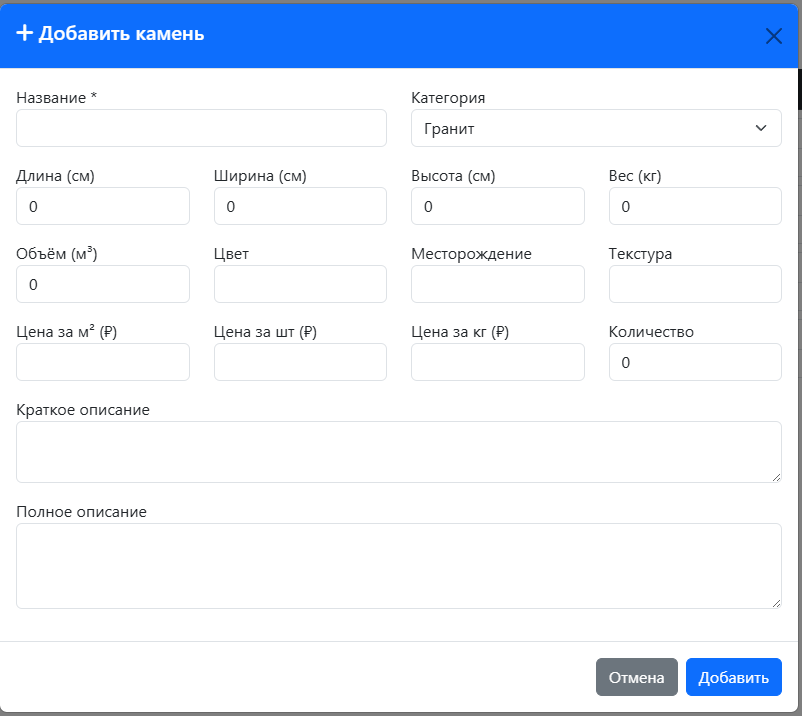 + Добавить камень
Название * Категория
Гранит
Длина (см) Ширина (см) Высота (см) Вес (кг)
0 0 0 0
Объём (м³) Цвет Месторождение Текстура
0
Цена за м² (₽) Цена за шт (₽) Цена за кг (₽) Количество
0
Краткое описание
Полное описание
Отмена Добавить